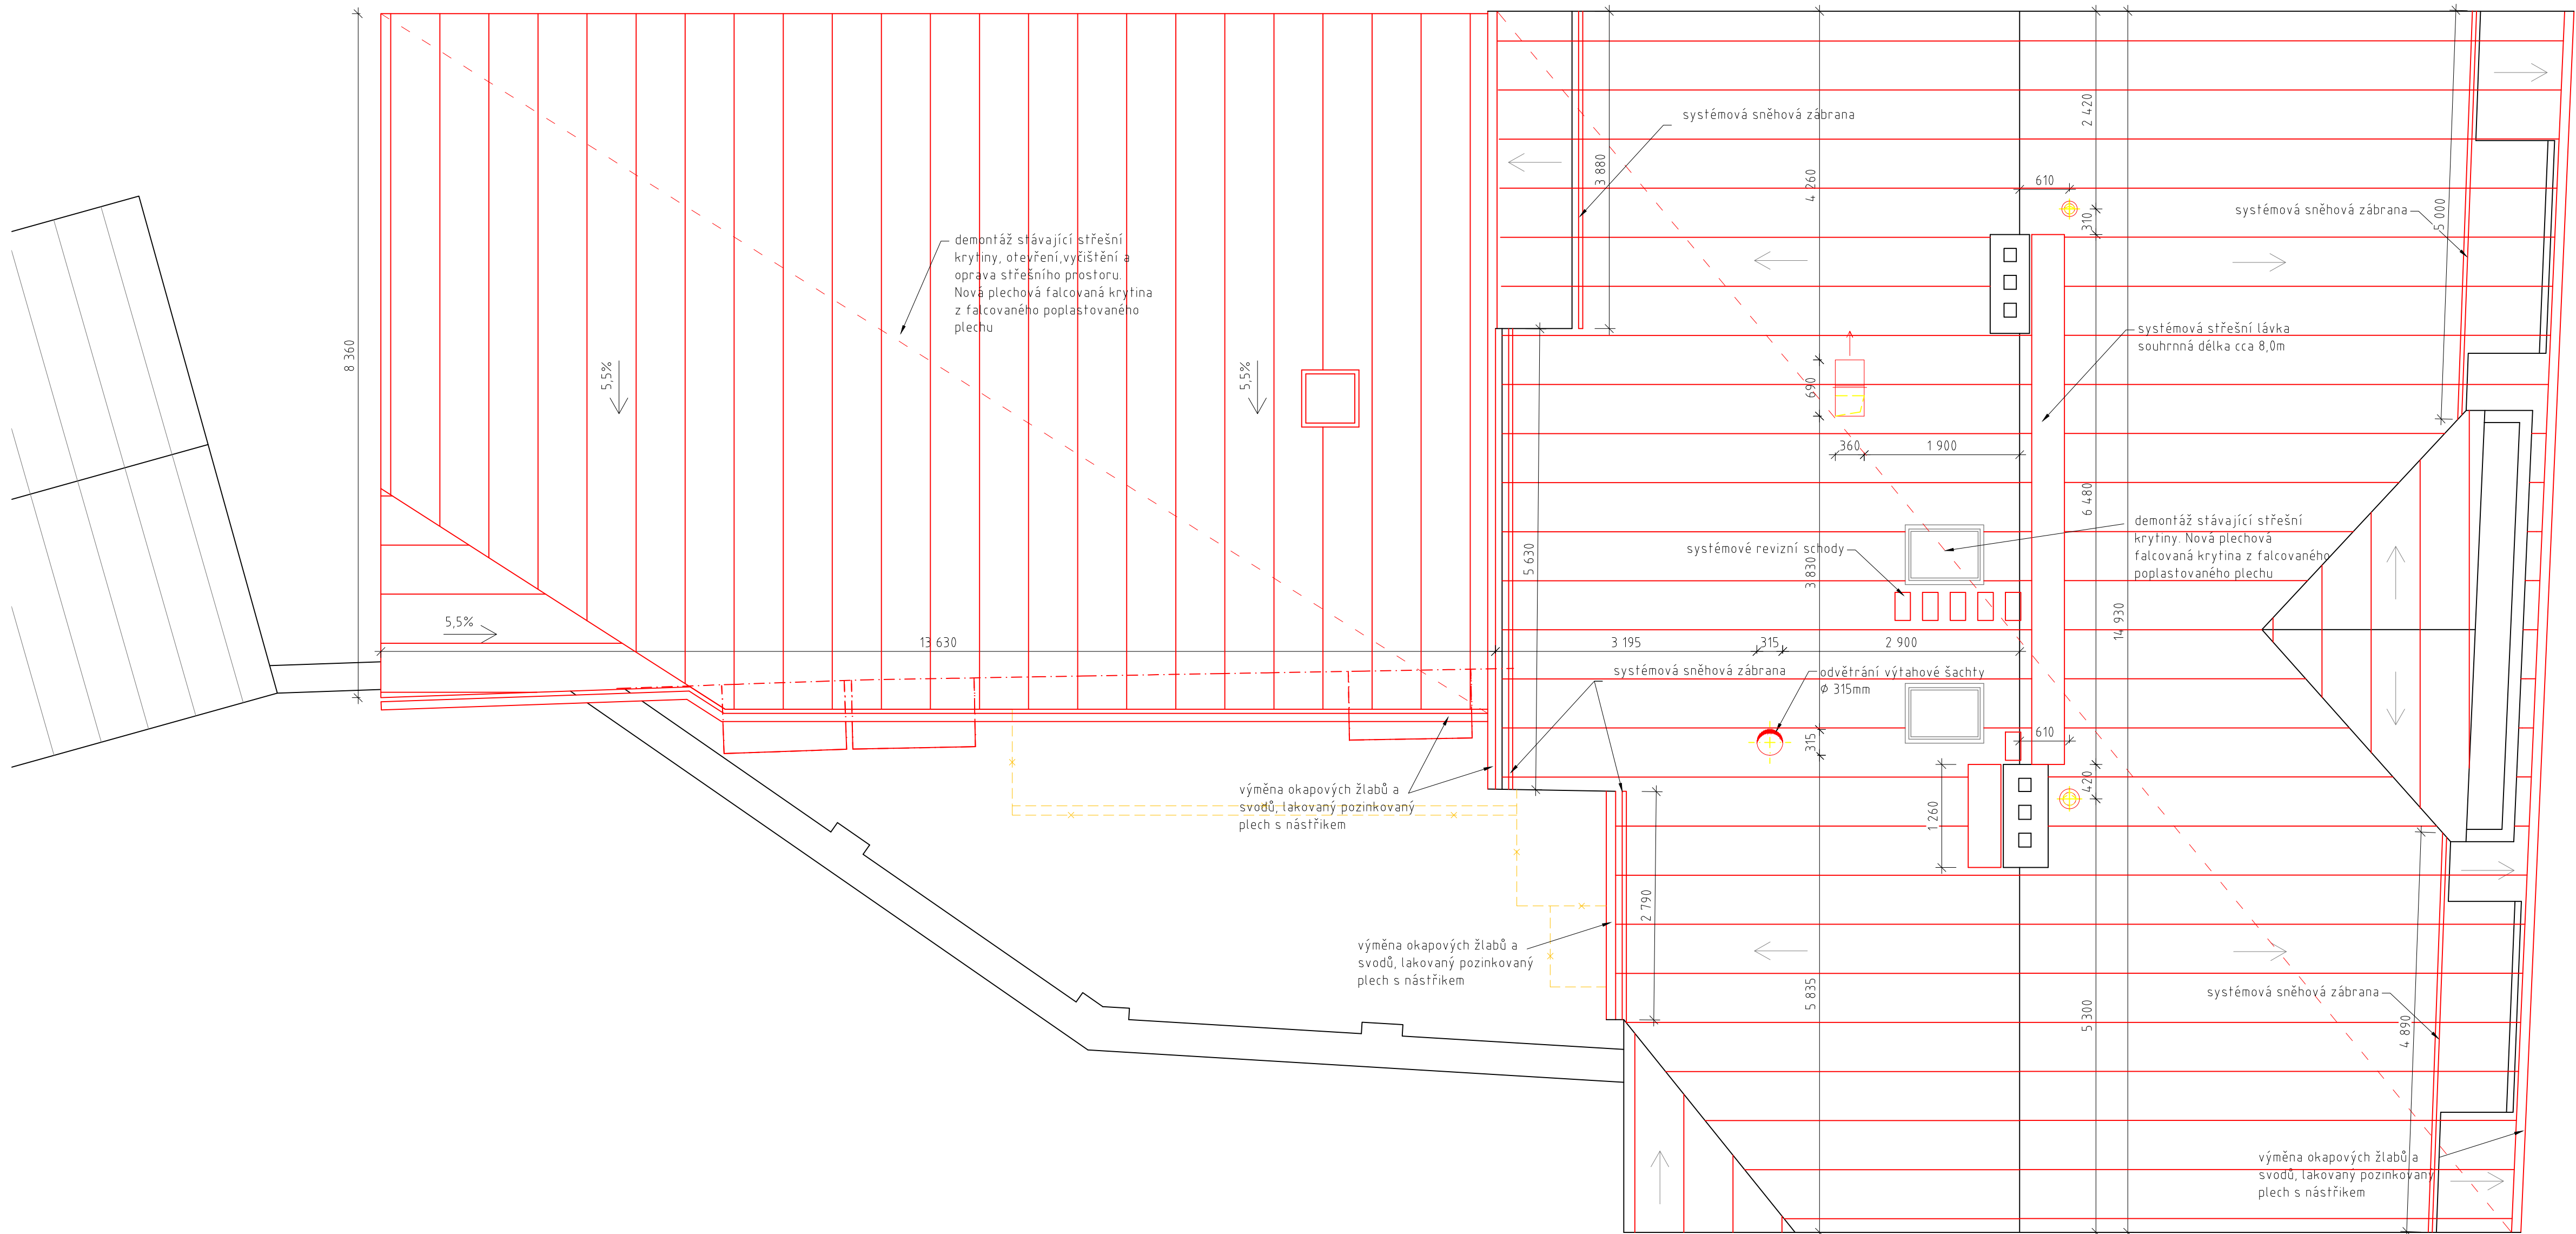 systémová sněhová zábrana
2 420
3 880
4 260
610
310
systémová sněhová zábrana
5 000
demontáž stávající střešní
krytiny, otevření,vyčištění a
oprava střešního prostoru.
Nová plechová falcovaná krytina
z falcovaného poplastovaného
plechu
8 360
5,5%
5,5%
systémová střešní lávka
souhrnná délka cca 8,0m
690
360
1 900
6 480
demontáž stávající střešní
krytiny. Nová plechová
falcovaná krytina z falcovaného
poplastovaného plechu
systémové revizní schody
5 630
3 830
5,5%
13 630
3 195
315
2 900
14 930
systémová sněhová zábrana
odvětrání výtahové šachty
ø 315mm
315
610
420
výměna okapových žlabů a
svodů, lakovaný pozinkovaný
plech s nástřikem
1 260
2 790
výměna okapových žlabů a
svodů, lakovaný pozinkovaný
plech s nástřikem
5 835
5 300
systémová sněhová zábrana
4 890
výměna okapových žlabů a
svodů, lakovaný pozinkovaný
plech s nástřikem